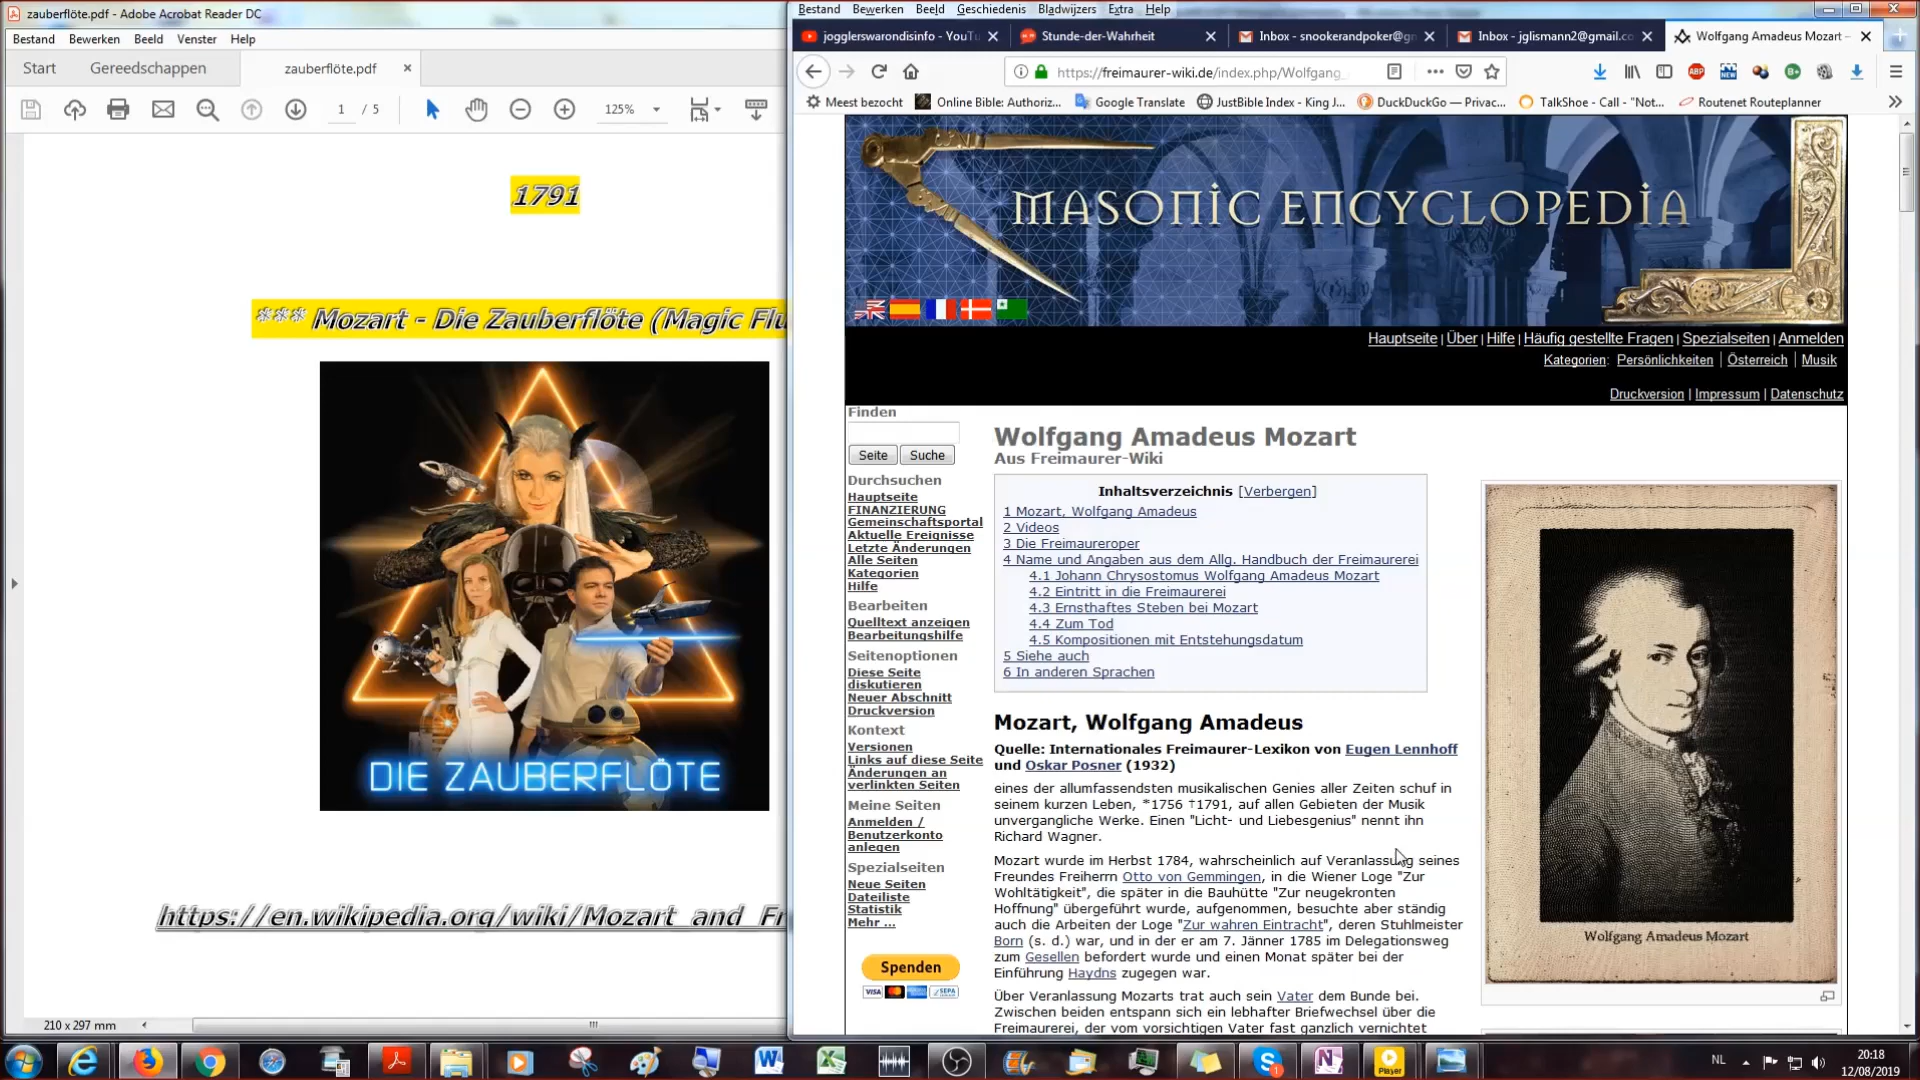 zauberflöte.pdf - Adobe Acrobat Reader DC
Bestand Bewerken Beeld Venster Help
Start Gereedschappen zauberflöte.pdf ×
1 / 5 125%
1791
*** Mozart - Die Zauberflöte (Magic Flu
DIE ZAUBERFLÖTE
https://en.wikipedia.org/wiki/Mozart_and_Fr
210 x 297 mm
Bestand Bewerken Beeld Geschiedenis Bladwijzers Extra Help
jogglerswarondisinfo - YouTu
Stunde-der-Wahrheit
Inbox - snookerandpoker@gn
Inbox - jglismann2@gmail.co
Wolfgang Amadeus Mozart –
https://freimaurer-wiki.de/index.php/Wolfgang_
ABP
NEW
B+
Meest bezocht Online Bible: Authoriz... Google Translate JustBible Index - King J... DuckDuckGo — Privac... TalkShoe - Call - "Not... Routenet Routeplanner
MASONIC ENCYCLOPEDIA
Hauptseite | Über | Hilfe | Häufig gestellte Fragen | Spezialseiten | Anmelden
Kategorien: Persönlichkeiten | Österreich | Musik
Druckversion | Impressum | Datenschutz
Finden
Seite Suche
Durchsuchen
Hauptseite
FINANZIERUNG
Gemeinschaftsportal
Aktuelle Ereignisse
Letzte Änderungen
Alle Seiten
Kategorien
Hilfe
Bearbeiten
Quelltext anzeigen
Bearbeitungshilfe
Seitenoptionen
Diese Seite
diskutieren
Neuer Abschnitt
Druckversion
Kontext
Versionen
Links auf diese Seite
Änderungen an
verlinkten Seiten
Meine Seiten
Anmelden /
Benutzerkonto
anlegen
Spezialseiten
Neue Seiten
Dateiliste
Statistik
Mehr ...
Spenden
VISA SEPA
Wolfgang Amadeus Mozart
Aus Freimaurer-Wiki
Inhaltsverzeichnis [Verbergen]
1 Mozart, Wolfgang Amadeus
2 Videos
3 Die Freimaureroper
4 Name und Angaben aus dem Allg. Handbuch der Freimaurerei
4.1 Johann Chrysostomus Wolfgang Amadeus Mozart
4.2 Eintritt in die Freimaurerei
4.3 Ernsthaftes Steben bei Mozart
4.4 Zum Tod
4.5 Kompositionen mit Entstehungsdatum
5 Siehe auch
6 In anderen Sprachen
Mozart, Wolfgang Amadeus
Quelle: Internationales Freimaurer-Lexikon von Eugen Lennhoff
und Oskar Posner (1932)
eines der allumfassendsten musikalischen Genies aller Zeiten schuf in
seinem kurzen Leben, *1756 †1791, auf allen Gebieten der Musik
unvergangliche Werke. Einen "Licht- und Liebesgenius" nennt ihn
Richard Wagner.
Mozart wurde im Herbst 1784, wahrscheinlich auf Veranlassung seines
Freundes Freiherrn Otto von Gemmingen, in die Wiener Loge "Zur
Wohltätigkeit", die später in die Bauhütte "Zur neugekronten
Hoffnung" übergeführt wurde, aufgenommen, besuchte aber ständig
auch die Arbeiten der Loge "Zur wahren Eintracht", deren Stuhlmeister
Born (s. d.) war, und in der er am 7. Jänner 1785 im Delegationsweg
zum Gesellen befordert wurde und einen Monat später bei der
Einführung Haydns zugegen war.
Über Veranlassung Mozarts trat auch sein Vater dem Bunde bei.
Zwischen beiden entspann sich ein lebhafter Briefwechsel über die
Freimaurerei, der vom vorsichtigen Vater fast ganzlich vernichtet
Wolfgang Amadeus Mozart
Player
NL
20:18
12/08/2019